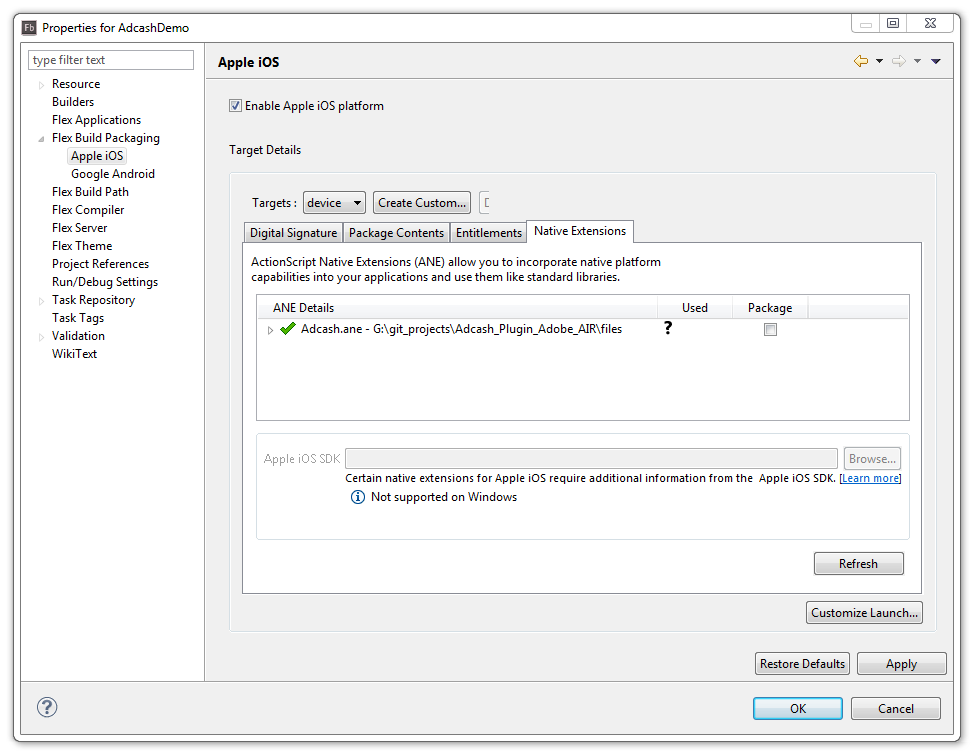 Fb Properties for AdcashDemo
type filter text
Resource
Builders
Flex Applications
Flex Build Packaging
Apple iOS
Google Android
Flex Build Path
Flex Compiler
Flex Server
Flex Theme
Project References
Run/Debug Settings
Task Repository
Task Tags
Validation
WikiText
Apple iOS
Enable Apple iOS platform
Target Details
Targets : device Create Custom...
Digital Signature Package Contents Entitlements Native Extensions
ActionScript Native Extensions (ANE) allow you to incorporate native platform
capabilities into your applications and use them like standard libraries.
ANE Details Used Package
Adcash.ane - G:\git_projects\Adcash_Plugin_Adobe_AIR\files ?
Apple iOS SDK Browse...
Certain native extensions for Apple iOS require additional information from the Apple iOS SDK. [Learn more]
Not supported on Windows
Refresh
Customize Launch...
Restore Defaults Apply
? OK Cancel